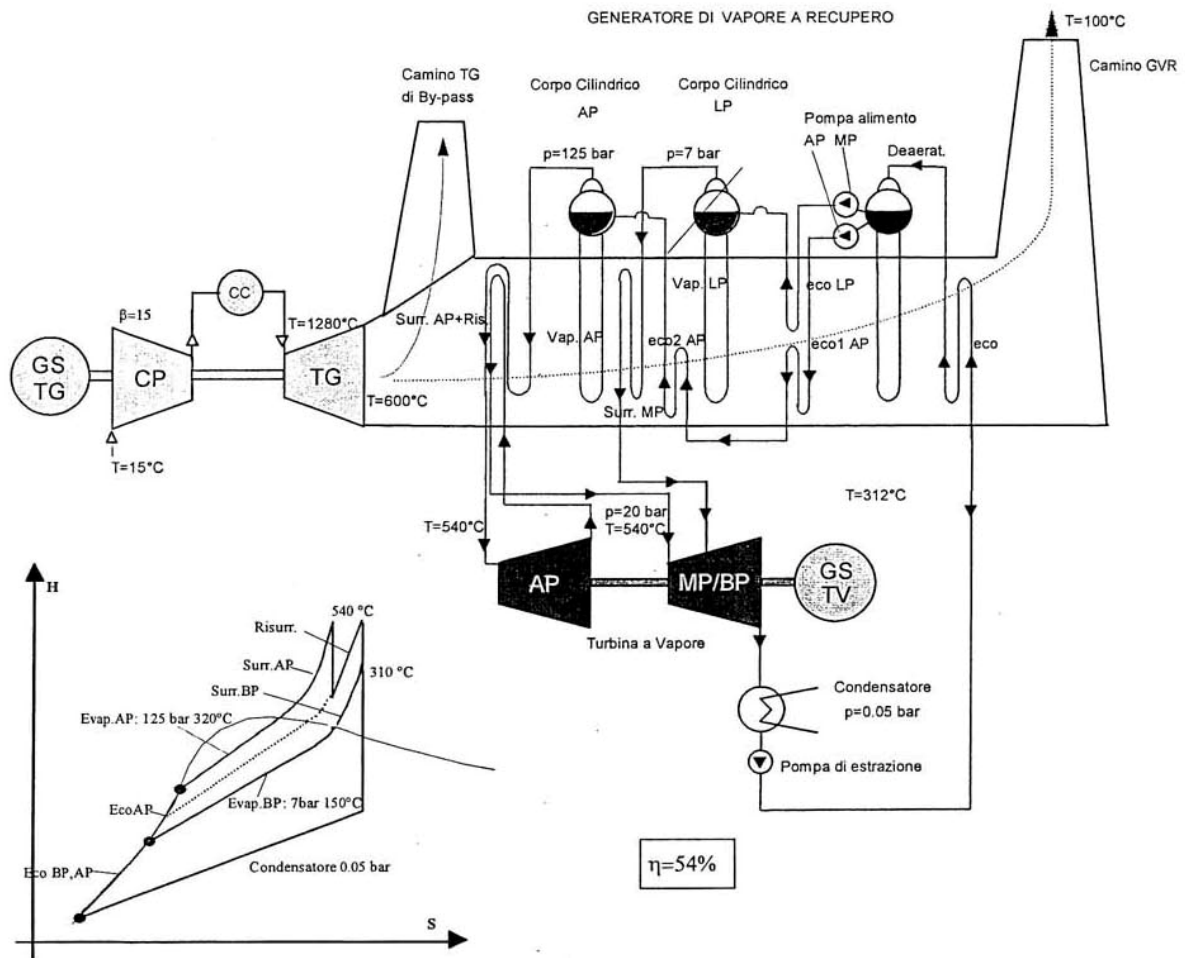 GENERATORE DI VAPORE A RECUPERO
T=100°C
Camino GVR
Camino TG
di By-pass
Corpo Cilindrico
AP
Corpo Cilindrico
LP
Pompa alimento
AP MP
Deaerat.
p=125 bar
p=7 bar
CC
β=15
T=1280°C
Surr. AP+Ris.
Vap. AP
Vap. LP
eco LP
eco2 AP
eco1 AP
eco
GS
TG
CP
TG
T=600°C
Surr. MP
T=15°C
T=312°C
p=20 bar
T=540°C
T=540°C
AP
MP/BP
GS
TV
Turbina a Vapore
Condensatore
p=0.05 bar
Pompa di estrazione
H
540 °C
Risurr.
310 °C
Surr.AP
Surr.BP
Evap.AP: 125 bar 320°C
EcoAP
Evap.BP: 7bar 150°C
Eco BP,AP
Condensatore 0.05 bar
S
η=54%